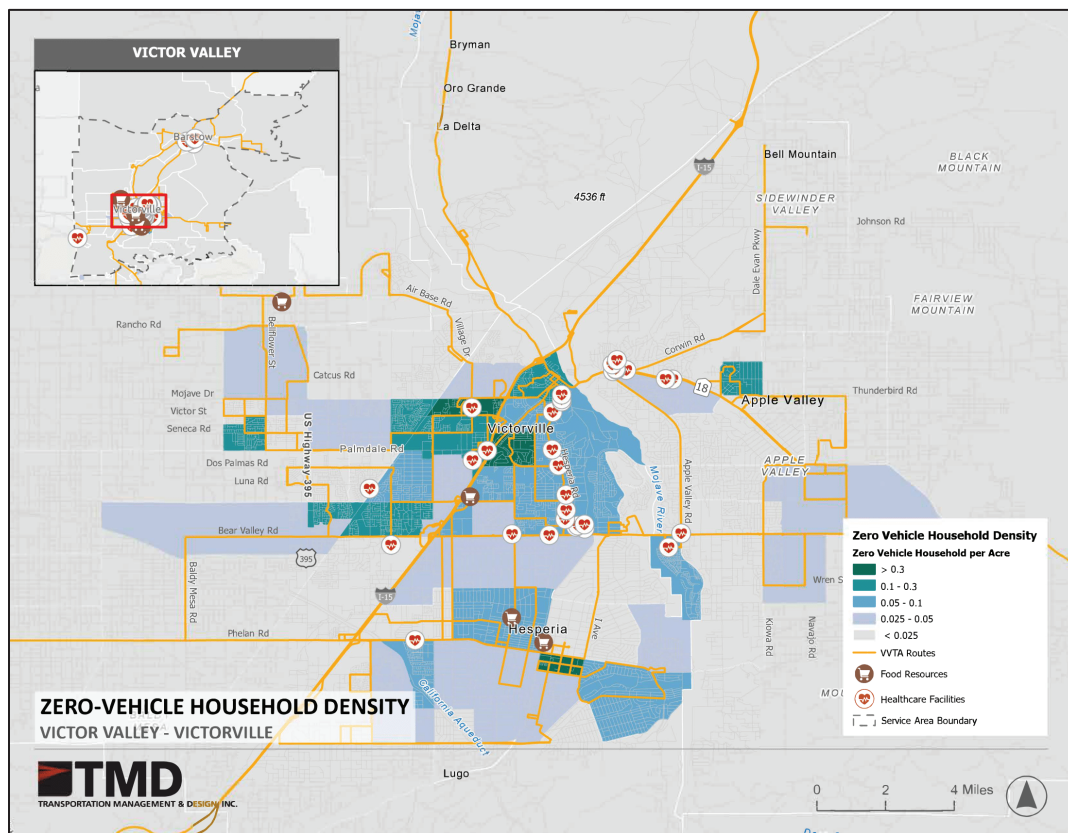 VICTOR VALLEY
Barstow
Victorville
Bryman
Oro Grande
La Delta
I-15
Bell Mountain
BLACK
MOUNTAIN
4536 ft
SIDEWINDER
VALLEY
Johnson Rd
Dale Evan Pkwy
FAIRVIEW
MOUNTAIN
Air Base Rd
Rancho Rd
Bellflower St
Village Dr
Corwin Rd
Catcus Rd
Mojave Dr
18
Thunderbird Rd
Apple Valley
Victor St
Seneca Rd
US Highway-395
Victorville
Palmdale Rd
Hesperia Rd
Dos Palmas Rd
APPLE
VALLEY
Luna Rd
Mojave River
Apple Valley Rd
Bear Valley Rd
395
Baldy Mesa Rd
I-15
Wren S
Phelan Rd
Hesperia
I Ave
Kiowa Rd
Navajo Rd
California Aqueduct
Lugo
Zero Vehicle Household Density
Zero Vehicle Household per Acre
> 0.3
0.1 - 0.3
0.05 - 0.1
0.025 - 0.05
< 0.025
VVTA Routes
Food Resources
Healthcare Facilities
Service Area Boundary
ZERO-VEHICLE HOUSEHOLD DENSITY
VICTOR VALLEY - VICTORVILLE
TMD
TRANSPORTATION MANAGEMENT & DESIGN, INC.
0 2 4 Miles